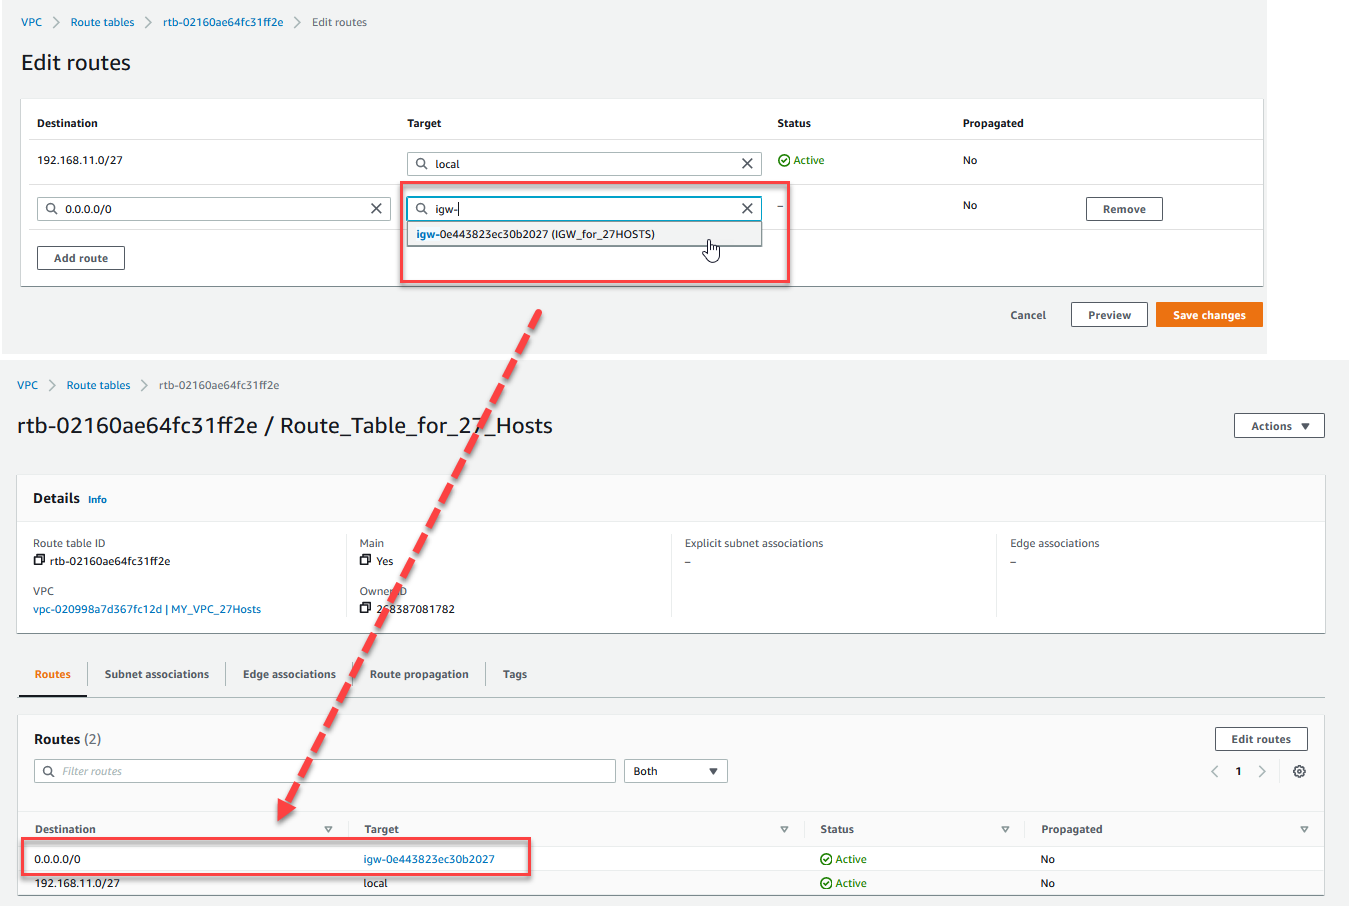 VPC > Route tables > rtb-02160ae64fc31ff2e > Edit routes
Edit routes
Destination Target Status Propagated
192.168.11.0/27 local Active No
0.0.0.0/0 igw- – No Remove
igw-0e443823ec30b2027 (IGW_for_27HOSTS)
Add route
Cancel Preview Save changes
VPC > Route tables > rtb-02160ae64fc31ff2e
rtb-02160ae64fc31ff2e / Route_Table_for_27_Hosts Actions
Details Info
Route table ID Main Explicit subnet associations Edge associations
rtb-02160ae64fc31ff2e Yes – –
VPC Owner ID
vpc-020998a7d367fc12d | MY_VPC_27Hosts 268387081782
Routes Subnet associations Edge associations Route propagation Tags
Routes (2) Edit routes
Filter routes Both 1
Destination Target Status Propagated
0.0.0.0/0 igw-0e443823ec30b2027 Active No
192.168.11.0/27 local Active No